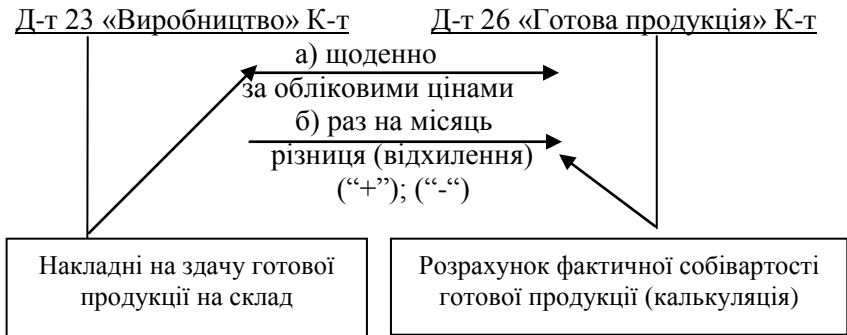 Д-т 23 «Виробництво» К-т Д-т 26 «Готова продукція» К-т
а) щоденно
за обліковими цінами
б) раз на місяць
різниця (відхилення)
(“+”); (“-“)
Накладні на здачу готової
продукції на склад
Розрахунок фактичної собівартості
готової продукції (калькуляція)